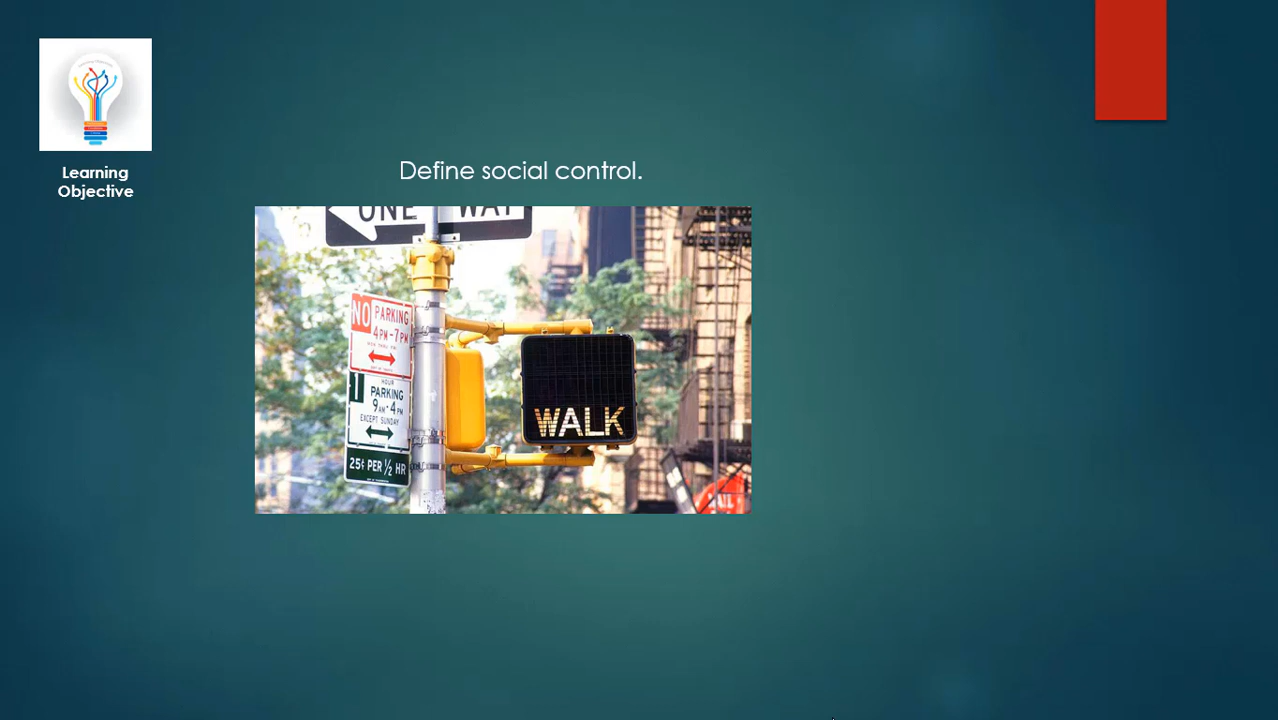 Learning
Objective
Define social control.
ONE WAY
NO PARKING
4PM-7PM
1 HOUR
PARKING
9AM-4PM
EXCEPT SUNDAY
25¢ PER ½ HR
WALK